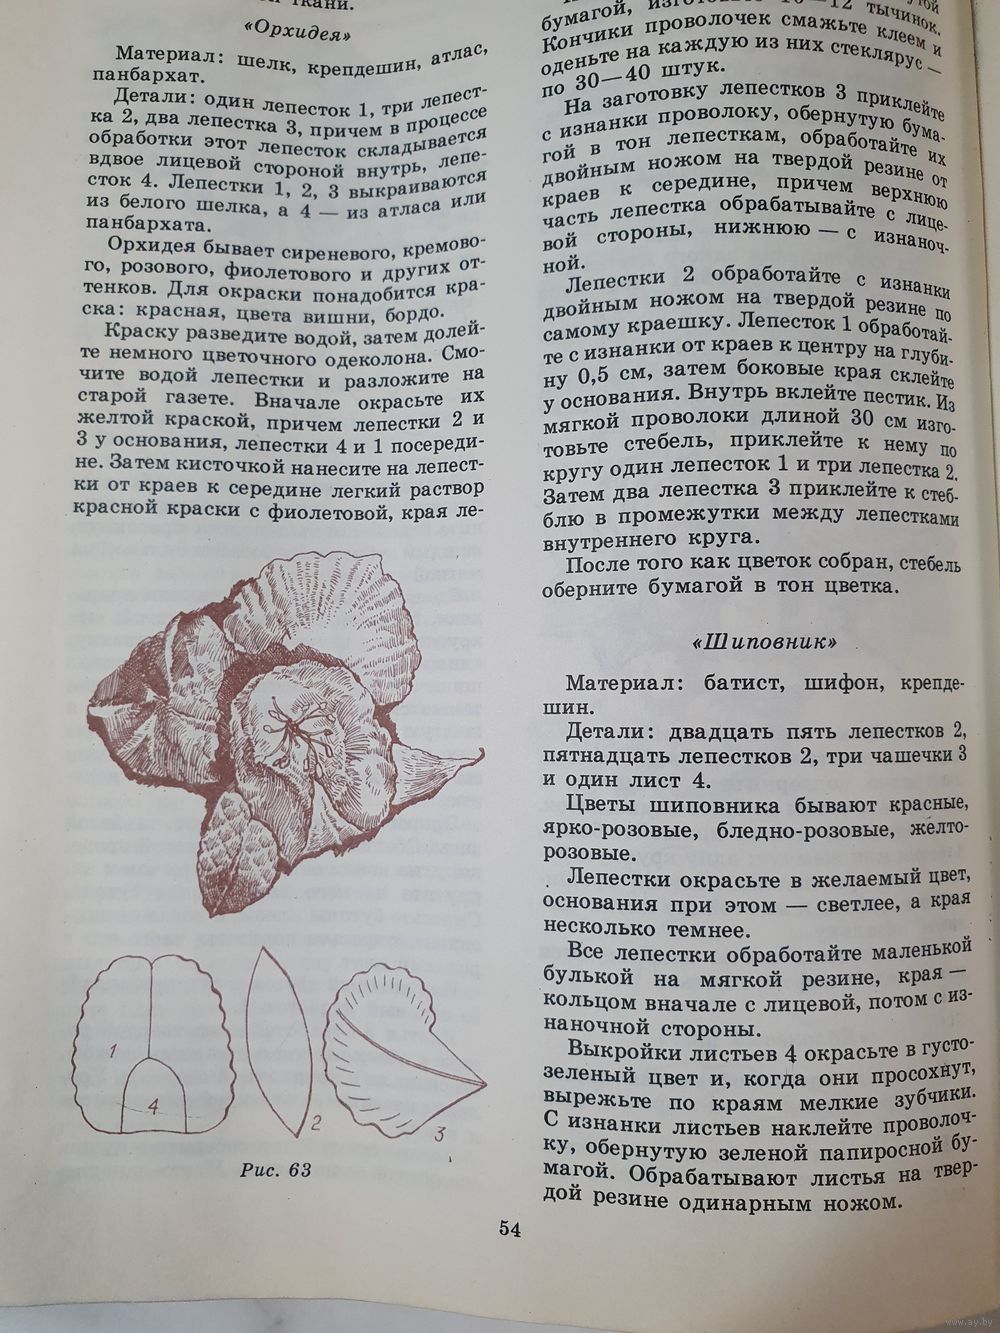 ткани.
«Орхидея»
Материал: шелк, крепдешин, атлас,
панбархат.
Детали: один лепесток 1, три лепест-
ка 2, два лепестка 3, причем в процессе
обработки этот лепесток складывается
вдвое лицевой стороной внутрь, лепе-
сток 4. Лепестки 1, 2, 3 выкраиваются
из белого шелка, а 4 — из атласа или
панбархата.
Орхидея бывает сиреневого, кремово-
го, розового, фиолетового и других от-
тенков. Для окраски понадобится кра-
ска: красная, цвета вишни, бордо.
Краску разведите водой, затем долей-
те немного цветочного одеколона. Смо-
чите водой лепестки и разложите на
старой газете. Вначале окрасьте их
желтой краской, причем лепестки 2 и
3 у основания, лепестки 4 и 1 посереди-
не. Затем кисточкой нанесите на лепест-
ки от краев к середине легкий раствор
красной краски с фиолетовой, края ле-
1
4
2
3
Рис. 63
бумагой, 10—12 тычинок.
Кончики проволочек смажьте клеем и
оденьте на каждую из них стеклярус —
по 30—40 штук.
На заготовку лепестков 3 приклейте
с изнанки проволоку, обернутую бума-
гой в тон лепесткам, обработайте их
двойным ножом на твердой резине от
краев к середине, причем верхнюю
часть лепестка обрабатывайте с лице-
вой стороны, нижнюю — с изнаноч-
ной.
Лепестки 2 обработайте с изнанки
двойным ножом на твердой резине по
самому краешку. Лепесток 1 обработай-
те с изнанки от краев к центру на глуби-
ну 0,5 см, затем боковые края склейте
у основания. Внутрь вклейте пестик. Из
мягкой проволоки длиной 30 см изго-
товьте стебель, приклейте к нему по
кругу один лепесток 1 и три лепестка 2.
Затем два лепестка 3 приклейте к стеб-
блю в промежутки между лепестками
внутреннего круга.
После того как цветок собран, стебель
оберните бумагой в тон цветка.
«Шиповник»
Материал: батист, шифон, крепде-
шин.
Детали: двадцать пять лепестков 2,
пятнадцать лепестков 2, три чашечки 3
и один лист 4.
Цветы шиповника бывают красные,
ярко-розовые, бледно-розовые, желто-
розовые.
Лепестки окрасьте в желаемый цвет,
основания при этом — светлее, а края
несколько темнее.
Все лепестки обработайте маленькой
булькой на мягкой резине, края —
кольцом вначале с лицевой, потом с из-
наночной стороны.
Выкройки листьев 4 окрасьте в густо-
зеленый цвет и, когда они просохнут,
вырежьте по краям мелкие зубчики.
С изнанки листьев наклейте проволоч-
ку, обернутую зеленой папиросной бу-
магой. Обрабатывают листья на твер-
дой резине одинарным ножом.
54
www.ay.by